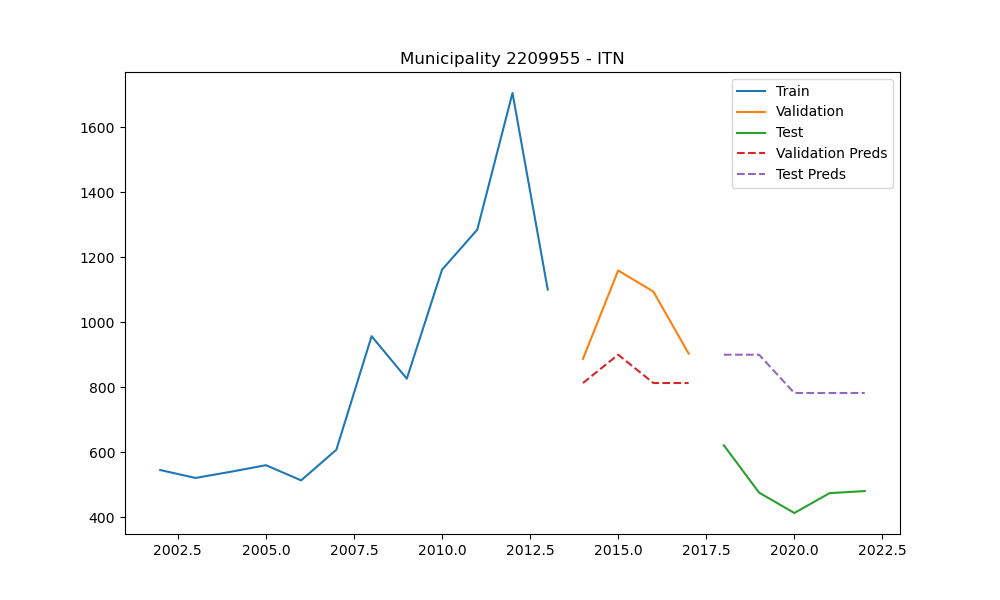 Municipality 2209955 - ITN
Train
Validation
Test
Validation Preds
Test Preds
1600
1400
1200
1000
800
600
400
2002.5 2005.0 2007.5 2010.0 2012.5 2015.0 2017.5 2020.0 2022.5